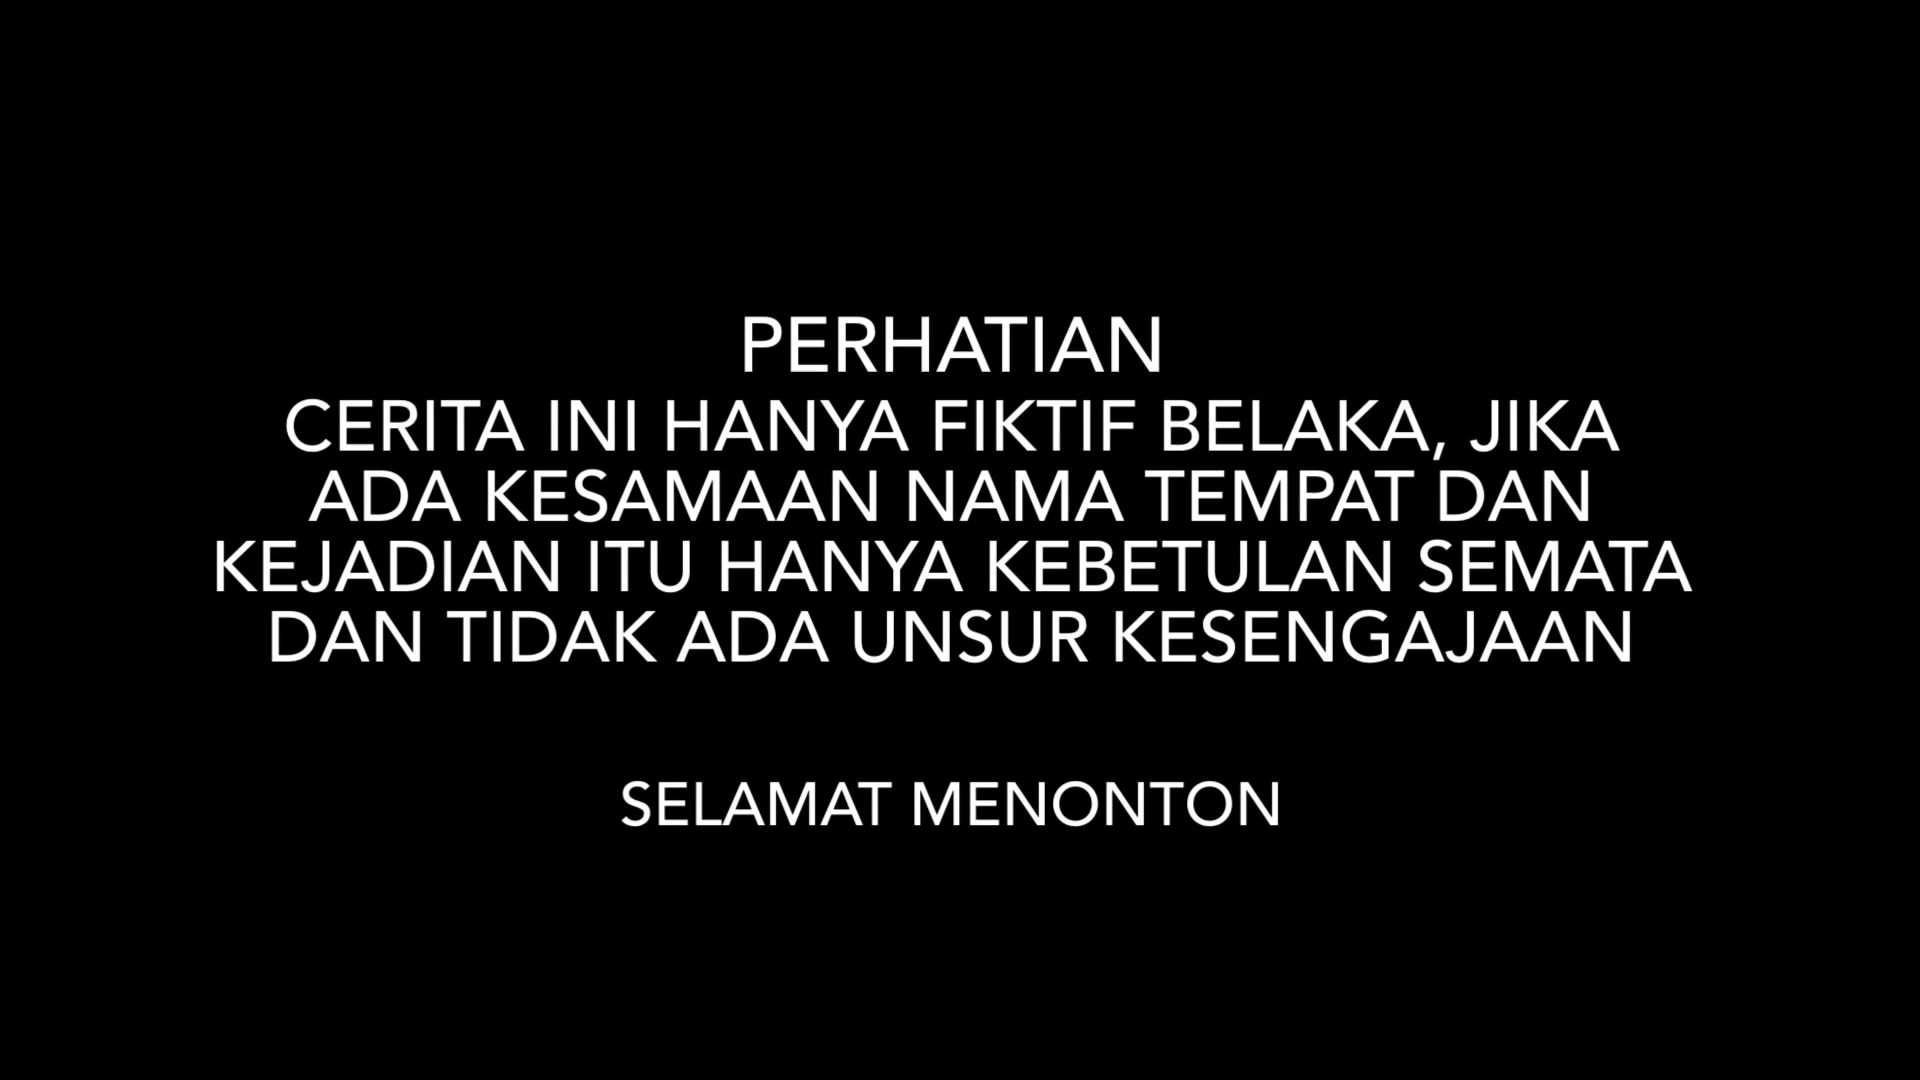 PERHATIAN
CERITA INI HANYA FIKTIF BELAKA, JIKA
ADA KESAMAAN NAMA TEMPAT DAN
KEJADIAN ITU HANYA KEBETULAN SEMATA
DAN TIDAK ADA UNSUR KESENGAJAAN
SELAMAT MENONTON